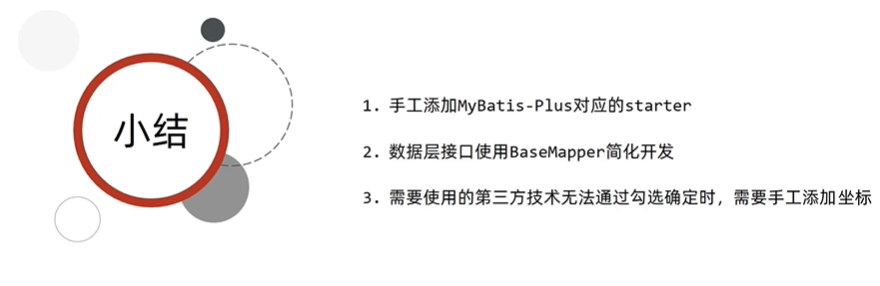 小结
1. 手工添加MyBatis-Plus对应的starter
2. 数据层接口使用BaseMapper简化开发
3. 需要使用的第三方技术无法通过勾选确定时，需要手工添加坐标